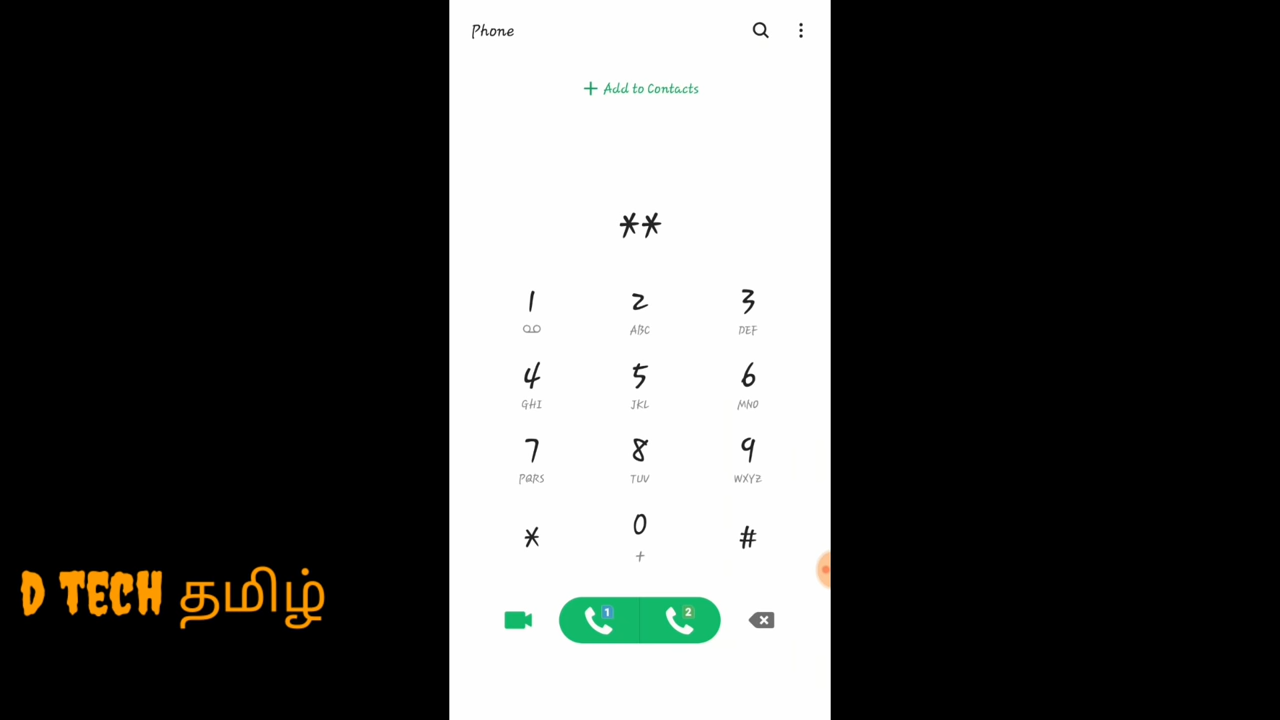 Phone
+ Add to Contacts
**
1 2 3
ABC DEF
4 5 6
GHI JKL MNO
7 8 9
PQRS TUV WXYZ
* 0 #
+
1 2
D TECH தமிழ்